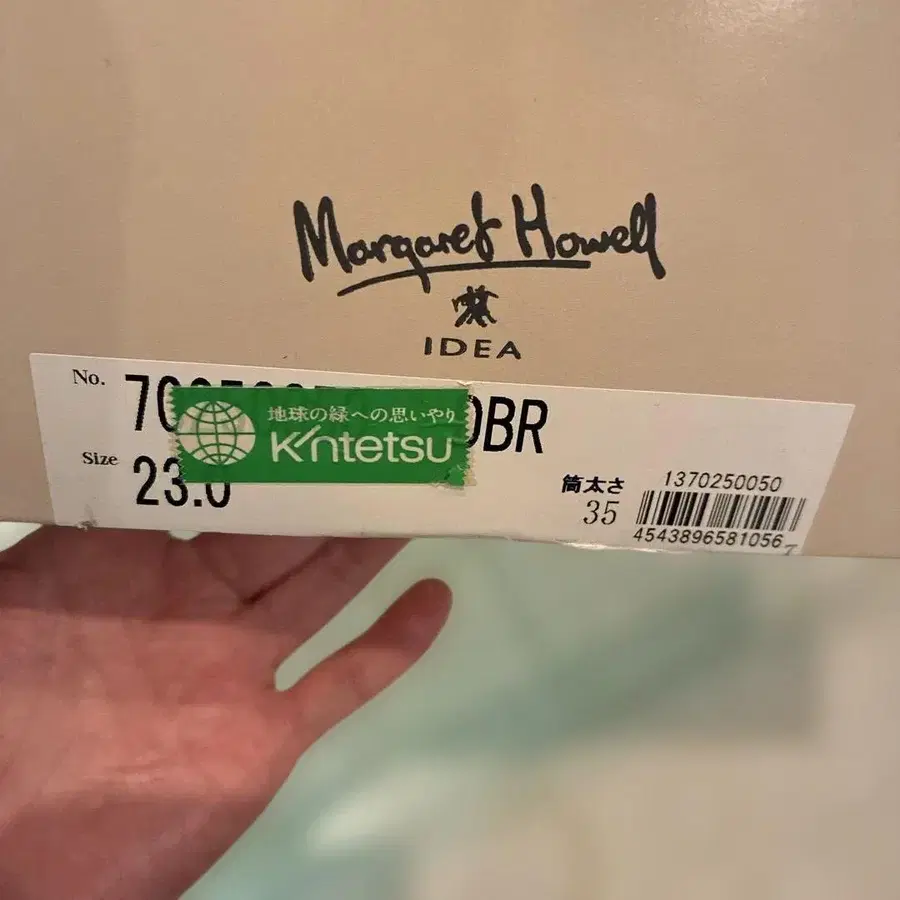 Margaret Howell
IDEA
No. DBR
地球の緑への思いやり
Kintetsu
Size 23.0
筒太さ
35
1370250050
4543896581056
7